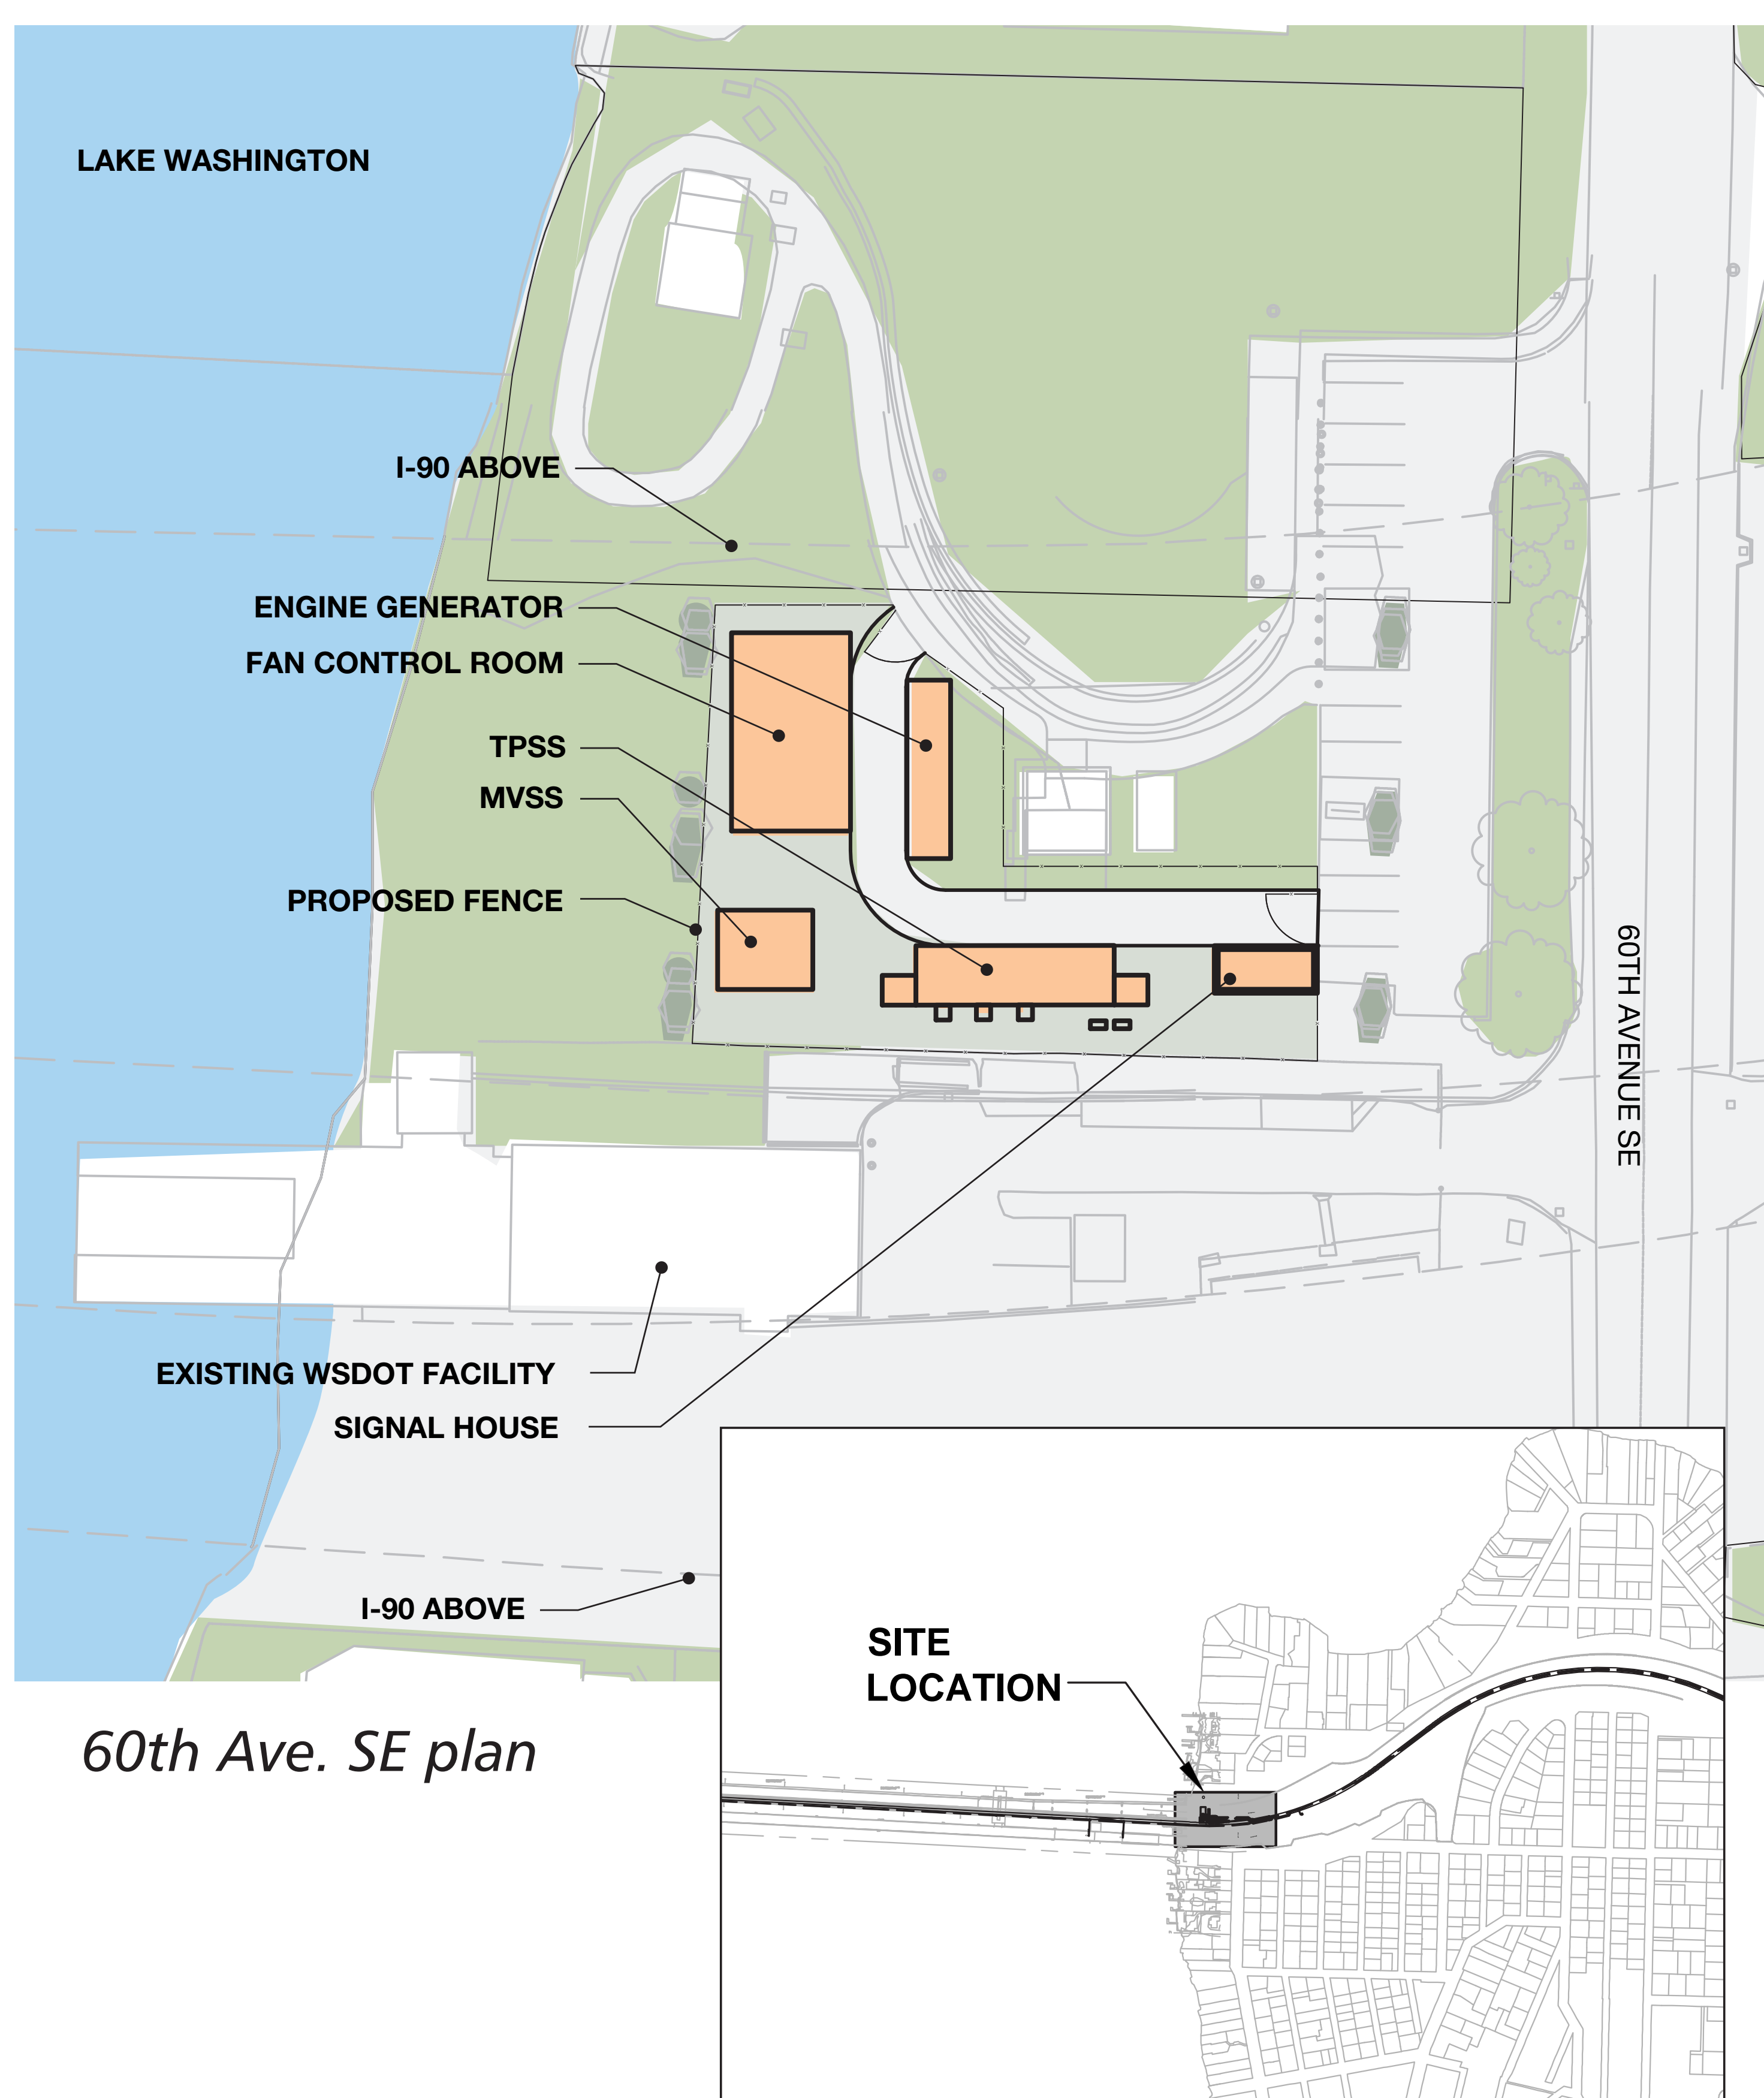 LAKE WASHINGTON
I-90 ABOVE
ENGINE GENERATOR
FAN CONTROL ROOM
TPSS
MVSS
PROPOSED FENCE
60TH AVENUE SE
EXISTING WSDOT FACILITY
SIGNAL HOUSE
I-90 ABOVE
SITE
LOCATION
60th Ave. SE plan